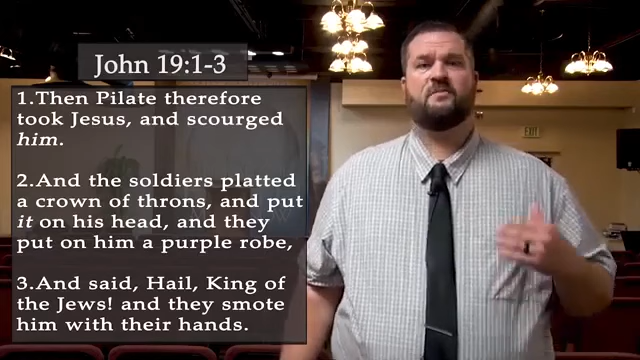 John 19:1-3
1.Then Pilate therefore
took Jesus, and scourged
him.
2.And the soldiers platted
a crown of throns, and put
it on his head, and they
put on him a purple robe,
3.And said, Hail, King of
the Jews! and they smote
him with their hands.
EXIT